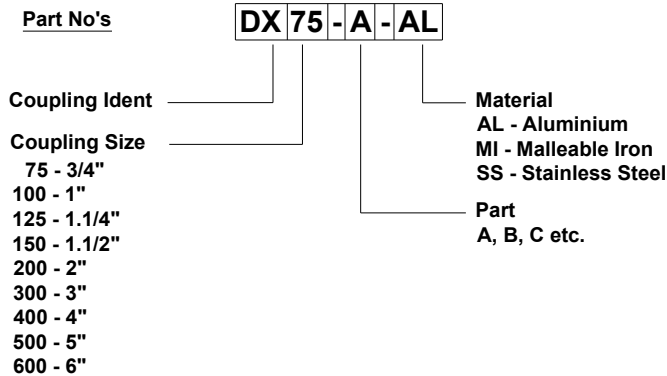 Part No's
DX 75 - A - AL
Coupling Ident
Coupling Size
75 - 3/4"
100 - 1"
125 - 1.1/4"
150 - 1.1/2"
200 - 2"
300 - 3"
400 - 4"
500 - 5"
600 - 6"
Material
AL - Aluminium
MI - Malleable Iron
SS - Stainless Steel
Part
A, B, C etc.